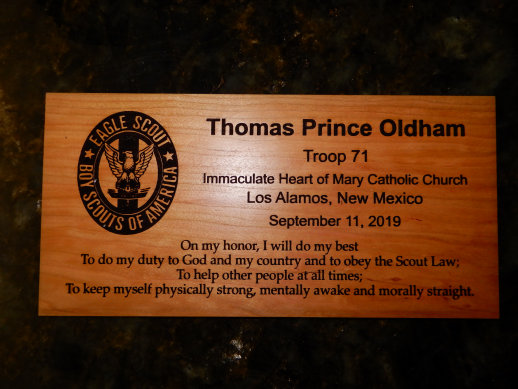 EAGLE SCOUT
BOY SCOUTS OF AMERICA
Thomas Prince Oldham
Troop 71
Immaculate Heart of Mary Catholic Church
Los Alamos, New Mexico
September 11, 2019
On my honor, I will do my best
To do my duty to God and my country and to obey the Scout Law;
To help other people at all times;
To keep myself physically strong, mentally awake and morally straight.